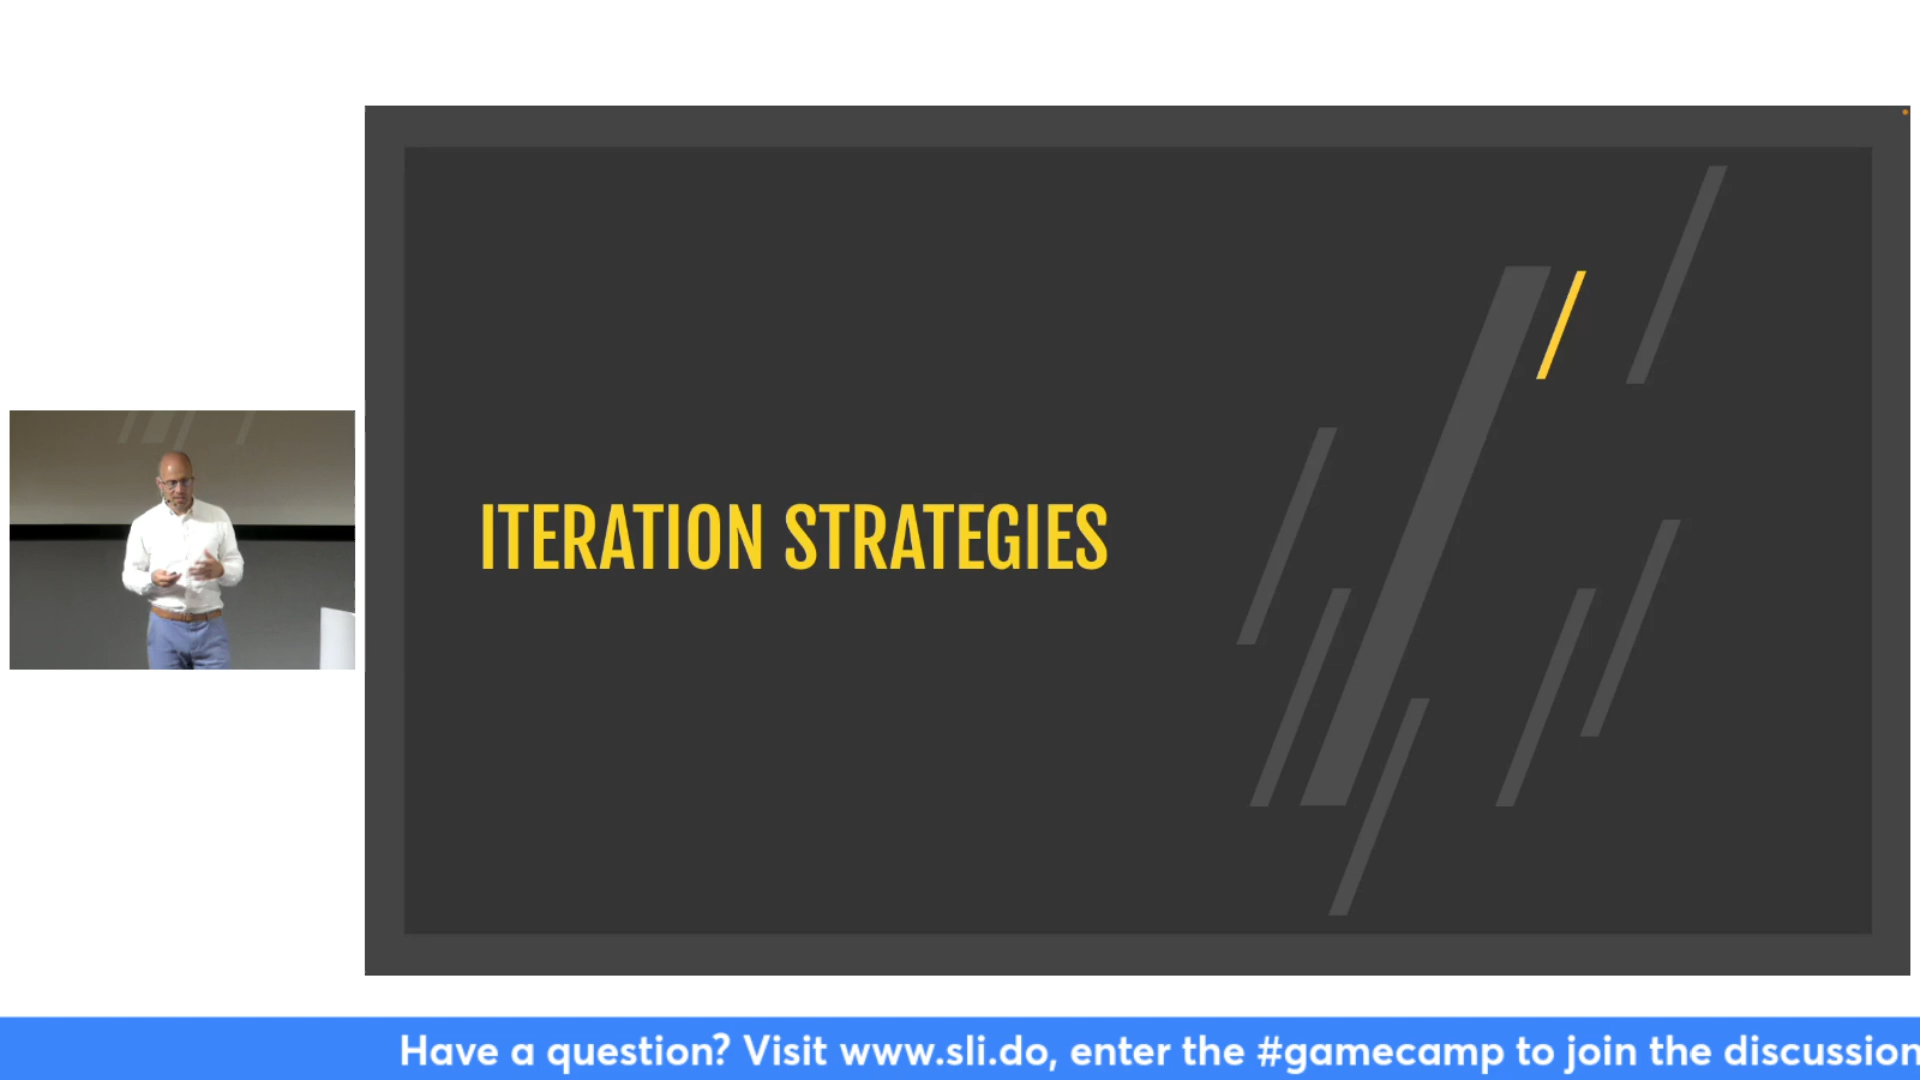 ITERATION STRATEGIES
Have a question? Visit www.sli.do, enter the #gamecamp to join the discussion